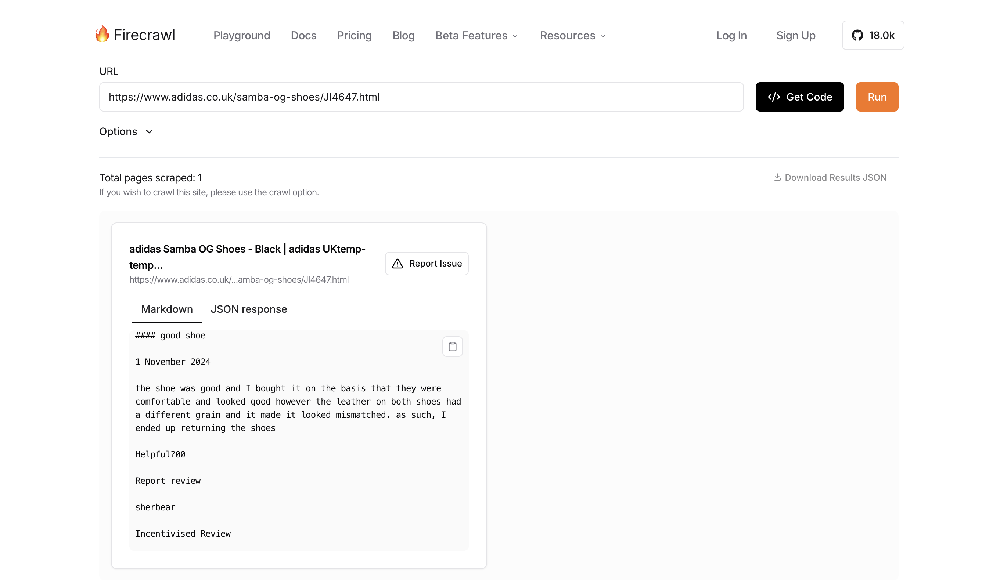 Firecrawl
Playground
Docs
Pricing
Blog
Beta Features
Resources
Log In
Sign Up
18.0k
URL
https://www.adidas.co.uk/samba-og-shoes/JI4647.html
Get Code
Run
Options
Total pages scraped: 1
Download Results JSON
If you wish to crawl this site, please use the crawl option.
adidas Samba OG Shoes - Black | adidas UKtemp-
temp...
Report Issue
https://www.adidas.co.uk/...amba-og-shoes/JI4647.html
Markdown
JSON response
#### good shoe
1 November 2024
the shoe was good and I bought it on the basis that they were
comfortable and looked good however the leather on both shoes had
a different grain and it made it looked mismatched. as such, I
ended up returning the shoes
Helpful?00
Report review
sherbear
Incentivised Review